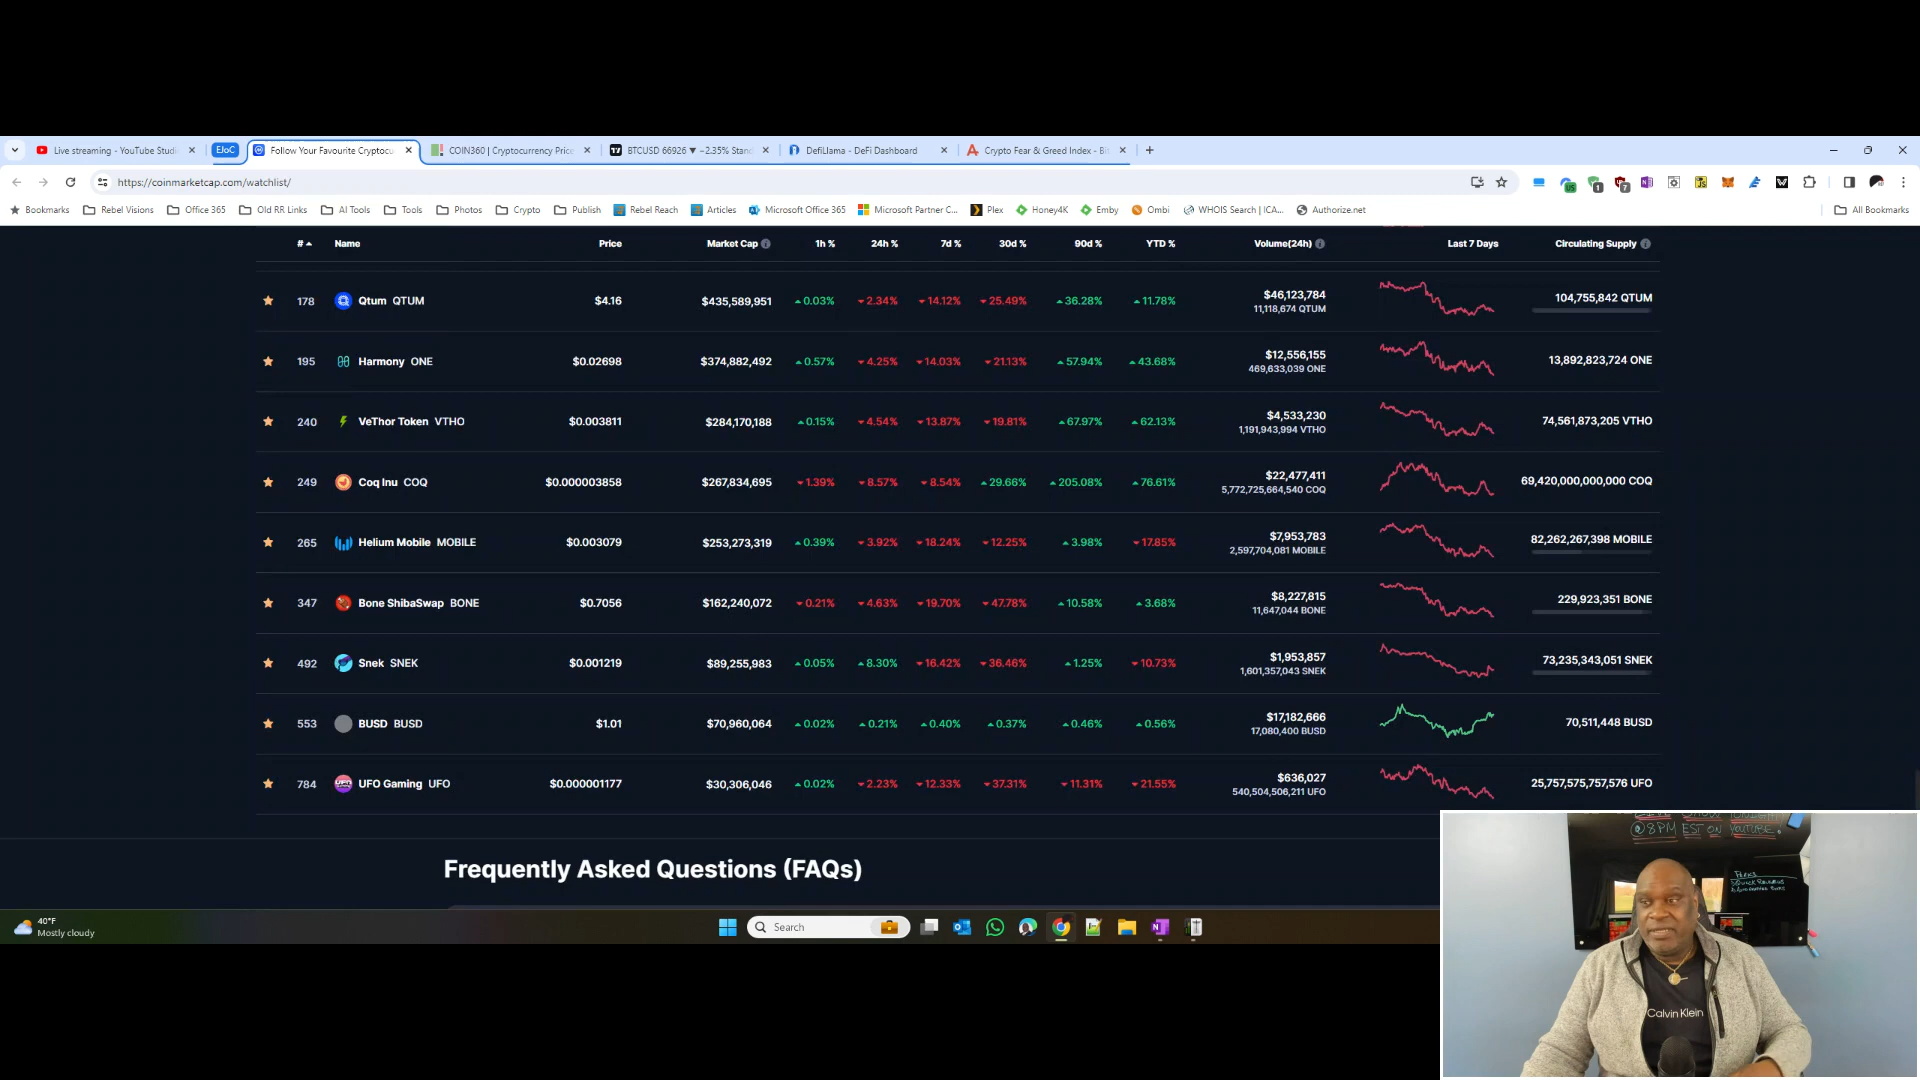 Live streaming - YouTube Studi
EJoC
Follow Your Favourite Cryptocu
COIN360 | Cryptocurrency Price
BTCUSD 66926 ▼ −2.35% Stan
DefiLlama - DeFi Dashboard
Crypto Fear & Greed Index - Bit
https://coinmarketcap.com/watchlist/
Bookmarks Rebel Visions Office 365 Old RR Links AI Tools Tools Photos Crypto Publish Rebel Reach Articles Microsoft Office 365 Microsoft Partner C... Plex Honey4K Emby Ombi WHOIS Search | ICA... Authorize.net All Bookmarks
# Name Price Market Cap 1h % 24h % 7d % 30d % 90d % YTD % Volume(24h) Last 7 Days Circulating Supply
178 Qtum QTUM $4.16 $435,589,951 0.03% 2.34% 14.12% 25.49% 36.28% 11.78% $46,123,784 104,755,842 QTUM
11,118,674 QTUM
195 Harmony ONE $0.02698 $374,882,492 0.57% 4.25% 14.03% 21.13% 57.94% 43.68% $12,556,155 13,892,823,724 ONE
469,633,039 ONE
240 VeThor Token VTHO $0.003811 $284,170,188 0.15% 4.54% 13.87% 19.81% 67.97% 62.13% $4,533,230 74,561,873,205 VTHO
1,191,943,994 VTHO
249 Coq Inu COQ $0.000003858 $267,834,695 1.39% 8.57% 8.54% 29.66% 205.08% 76.61% $22,477,411 69,420,000,000,000 COQ
5,772,725,664,540 COQ
265 Helium Mobile MOBILE $0.003079 $253,273,319 0.39% 3.92% 18.24% 12.25% 3.98% 17.85% $7,953,783 82,262,267,398 MOBILE
2,597,704,081 MOBILE
347 Bone ShibaSwap BONE $0.7056 $162,240,072 0.21% 4.63% 19.70% 47.78% 10.58% 3.68% $8,227,815 229,923,351 BONE
11,647,044 BONE
492 Snek SNEK $0.001219 $89,255,983 0.05% 8.30% 16.42% 36.46% 1.25% 10.73% $1,953,857 73,235,343,051 SNEK
1,601,357,043 SNEK
553 BUSD BUSD $1.01 $70,960,064 0.02% 0.21% 0.40% 0.37% 0.46% 0.56% $17,182,666 70,511,448 BUSD
17,080,400 BUSD
784 UFO Gaming UFO $0.000001177 $30,306,046 0.02% 2.23% 12.33% 37.31% 11.31% 21.55% $636,027 25,757,575,757,576 UFO
540,504,506,211 UFO
Frequently Asked Questions (FAQs)
@8PM EST ON YOUTUBE.
Calvin Klein
40°F
Mostly cloudy
Search